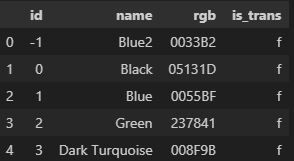 id name rgb is_trans
0 -1 Blue2 0033B2 f
1 0 Black 05131D f
2 1 Blue 0055BF f
3 2 Green 237841 f
4 3 Dark Turquoise 008F9B f